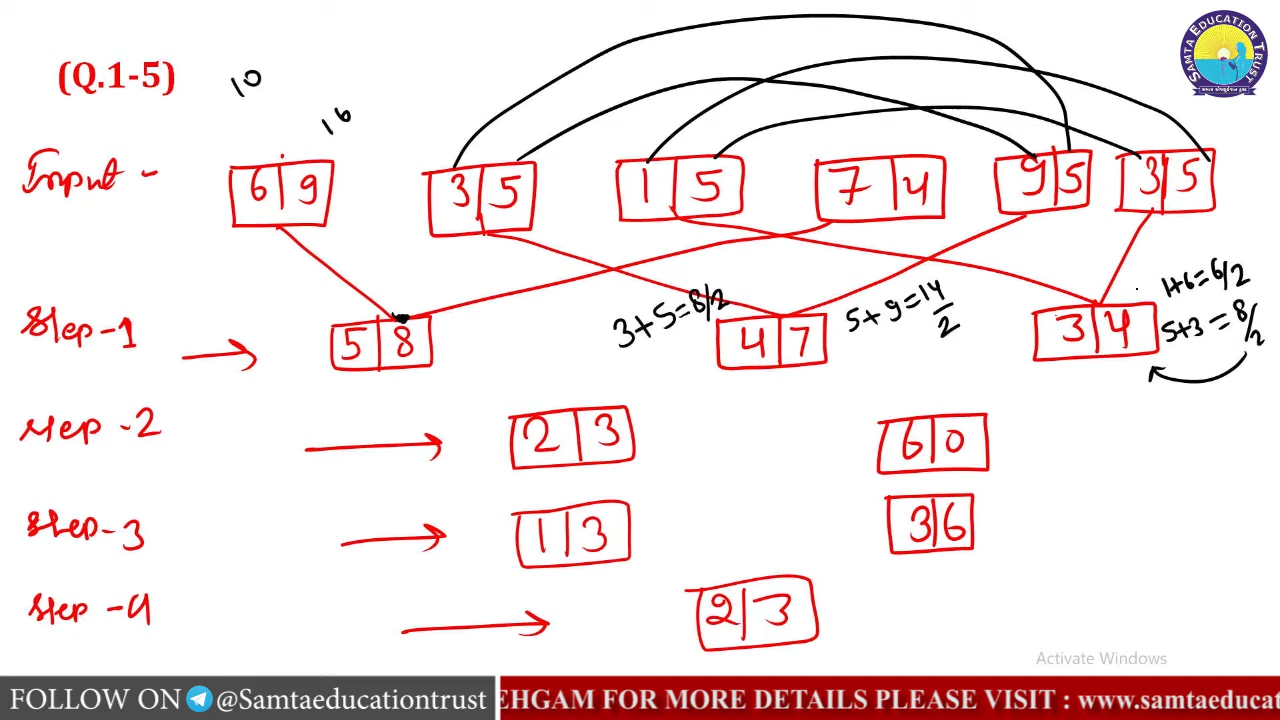 SAMTA EDUCATION TRUST
(Q.1-5)
10
16
Input -
6 9
3 5
1 5
7 4
9 5
3 5
Step-1
5 8
3+5=8/2
4 7
5+9=14/2
3 4
1+6=6/2
5+3=8/2
Step-2
2 3
6 0
Step-3
1 3
3 6
Step-4
2 3
Activate Windows
FOLLOW ON @Samtaeducationtrust
EHGAM FOR MORE DETAILS PLEASE VISIT : www.samtaeducat